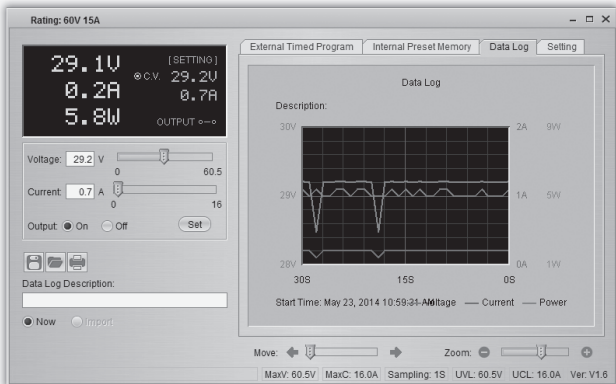 Rating: 60V 15A
29.1V
0.2A
5.8W
[SETTING]
C.V. 29.2V
0.7A
OUTPUT
Voltage: 29.2 V
0 60.5
Current: 0.7 A
0 16
Output: On Off Set
Data Log Description:
Now Import
External Timed Program Internal Preset Memory Data Log Setting
Data Log
Description:
30V 2A 9W
29V 1A 5W
28V 0A 1W
30S 15S 0S
Start Time: May 23, 2014 10:59:31 AM Voltage Current Power
Move: Zoom:
MaxV: 60.5V MaxC: 16.0A Sampling: 1S UVL: 60.5V UCL: 16.0A Ver: V1.6